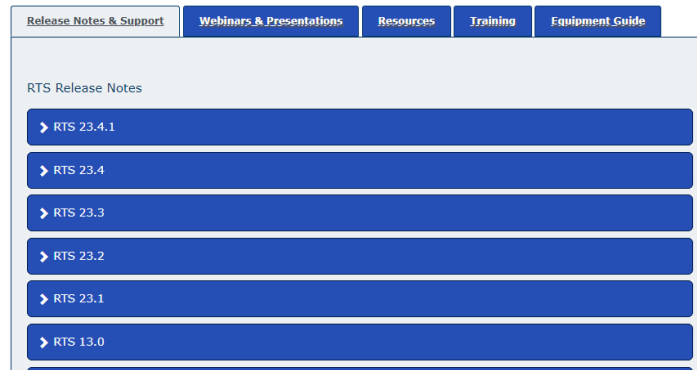 Release Notes & Support Webinars & Presentations Resources Training Equipment Guide
RTS Release Notes
RTS 23.4.1
RTS 23.4
RTS 23.3
RTS 23.2
RTS 23.1
RTS 13.0